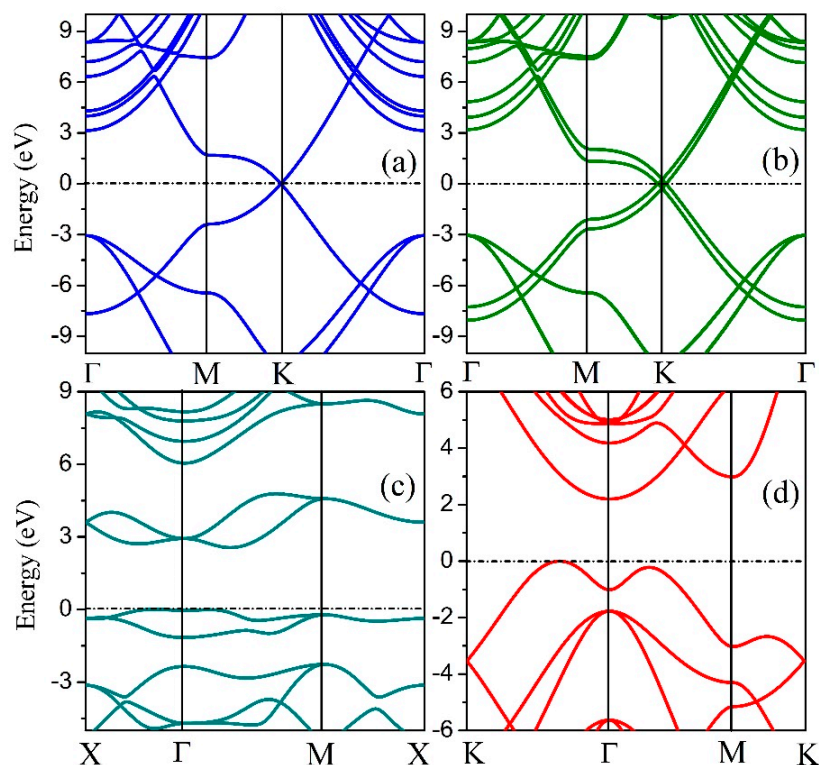 9
6
3
0
-3
-6
-9
Energy (eV)
(a)
Γ M K Γ
9
6
3
0
-3
-6
-9
(b)
Γ M K Γ
9
6
3
0
-3
Energy (eV)
(c)
X Γ M X
6
4
2
0
-2
-4
-6
(d)
K Γ M K